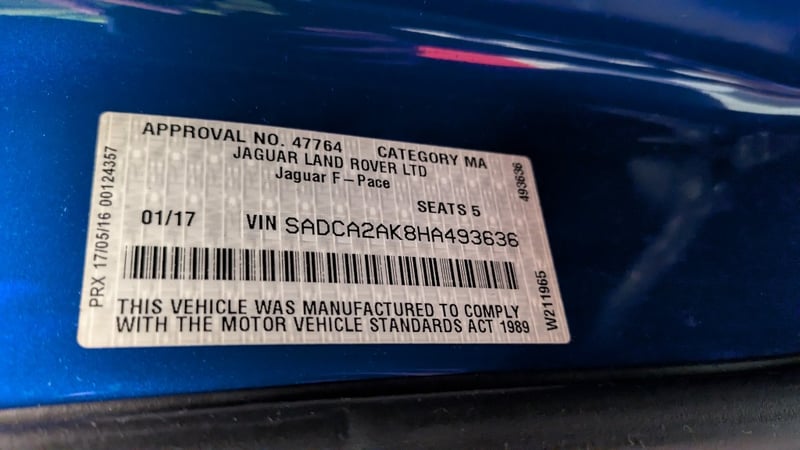 APPROVAL NO. 47764 CATEGORY MA
JAGUAR LAND ROVER LTD
Jaguar F-Pace
SEATS 5
01/17 VIN SADCA2AK8HA493636
THIS VEHICLE WAS MANUFACTURED TO COMPLY
WITH THE MOTOR VEHICLE STANDARDS ACT 1989
PRX 17/05/16 00124357
493636
W211965